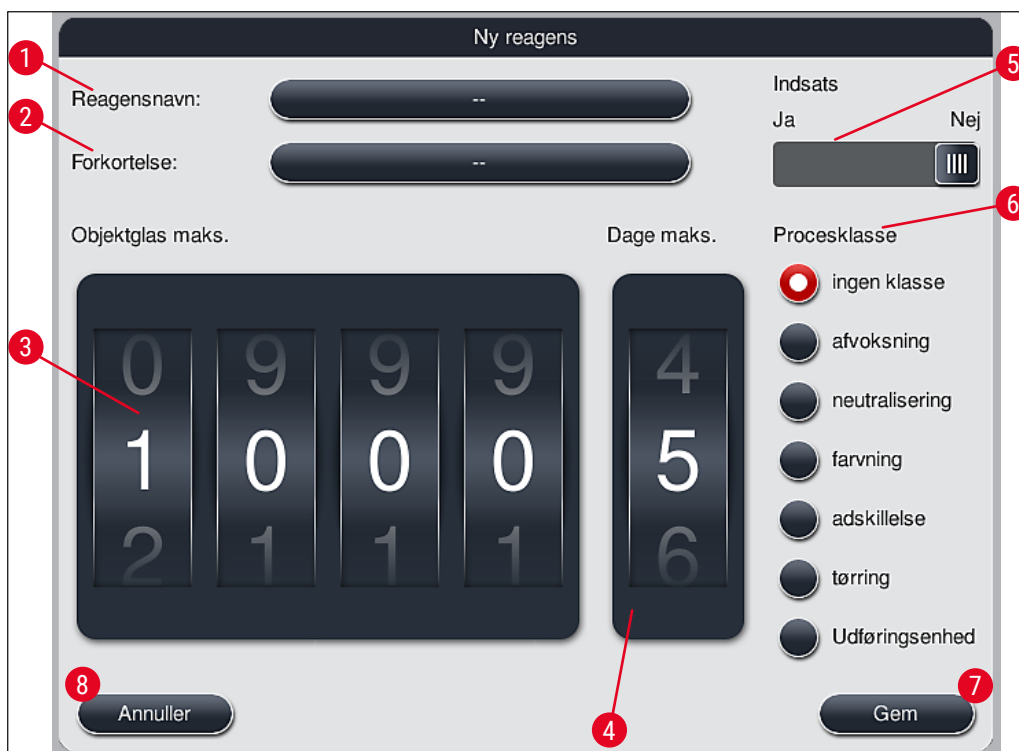 Ny reagens
1
Reagensnavn:
--
2
Forkortelse:
--
Indsats
5
Ja Nej
6
Objektglas maks.
Dage maks.
Procesklasse
3
0 9 9 9
1 0 0 0
2 1 1 1
4
5
6
4
ingen klasse
afvoksning
neutralisering
farvning
adskillelse
tørring
Udføringsenhed
8
Annuller
7
Gem